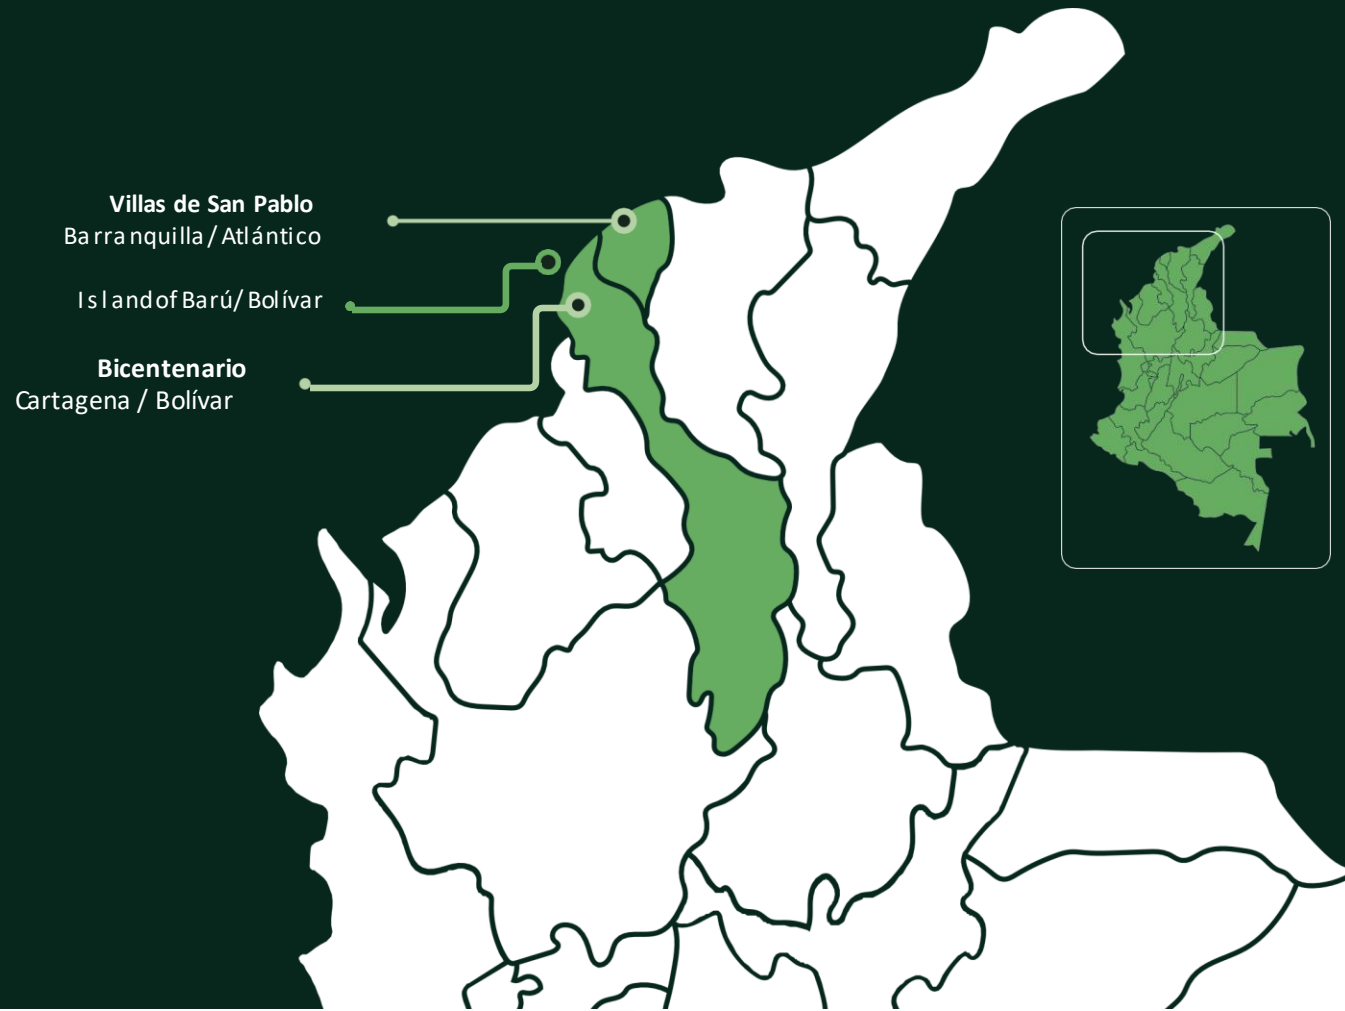 Villas de San Pablo
Barranquilla / Atlántico
Island of Barú/ Bolívar
Bicentenario
Cartagena / Bolívar